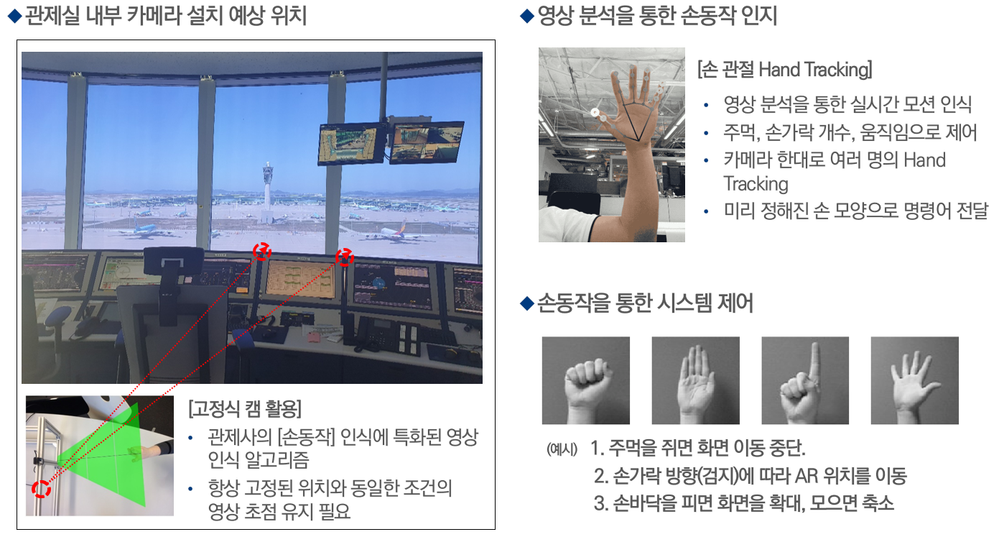 ◆관제실 내부 카메라 설치 예상 위치
[고정식 캠 활용]
• 관제사의 [손동작] 인식에 특화된 영상
인식 알고리즘
• 항상 고정된 위치와 동일한 조건의
영상 초점 유지 필요
◆영상 분석을 통한 손동작 인지
[손 관절 Hand Tracking]
• 영상 분석을 통한 실시간 모션 인식
• 주먹, 손가락 개수, 움직임으로 제어
• 카메라 한대로 여러 명의 Hand
Tracking
• 미리 정해진 손 모양으로 명령어 전달
◆손동작을 통한 시스템 제어
(예시) 1. 주먹을 쥐면 화면 이동 중단.
2. 손가락 방향(검지)에 따라 AR 위치를 이동
3. 손바닥을 피면 화면을 확대, 모으면 축소